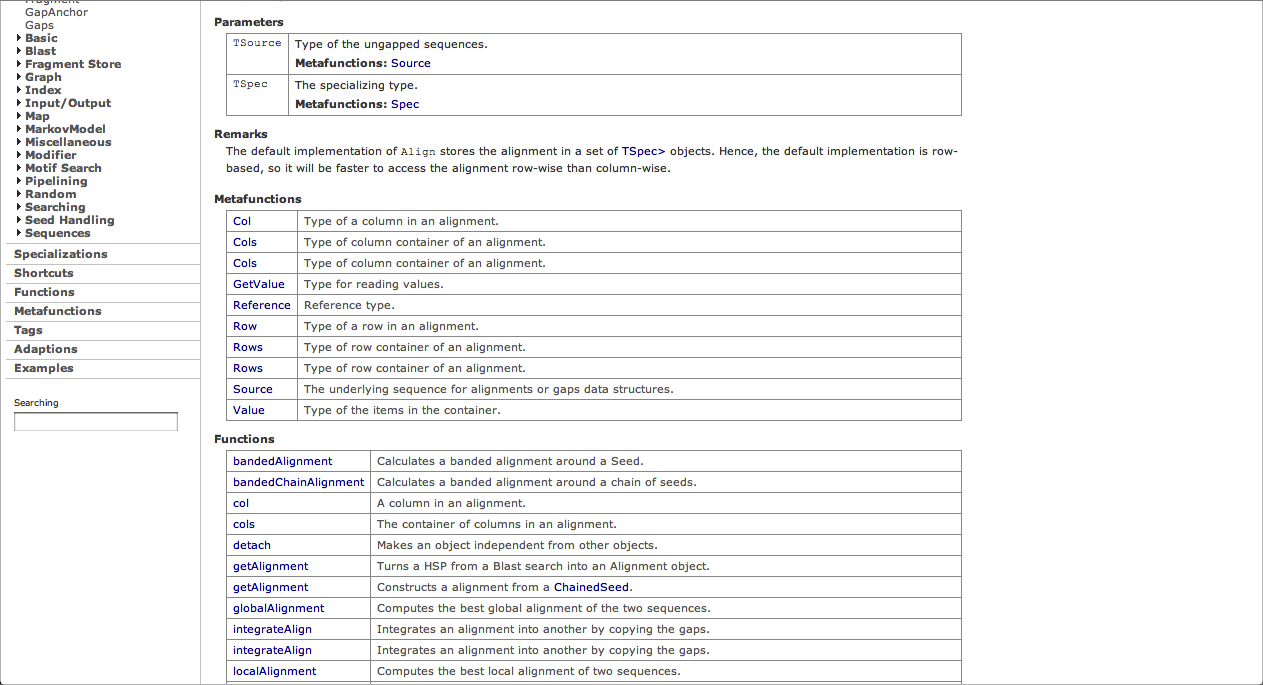 Fragment
GapAnchor
Gaps
Basic
Blast
Fragment Store
Graph
Index
Input/Output
Map
MarkovModel
Miscellaneous
Modifier
Motif Search
Pipelining
Random
Searching
Seed Handling
Sequences
Specializations
Shortcuts
Functions
Metafunctions
Tags
Adaptions
Examples
Searching
Parameters
TSource Type of the ungapped sequences.
Metafunctions: Source
TSpec The specializing type.
Metafunctions: Spec
Remarks
The default implementation of Align stores the alignment in a set of TSpec> objects. Hence, the default implementation is row-
based, so it will be faster to access the alignment row-wise than column-wise.
Metafunctions
Col Type of a column in an alignment.
Cols Type of column container of an alignment.
Cols Type of column container of an alignment.
GetValue Type for reading values.
Reference Reference type.
Row Type of a row in an alignment.
Rows Type of row container of an alignment.
Rows Type of row container of an alignment.
Source The underlying sequence for alignments or gaps data structures.
Value Type of the items in the container.
Functions
bandedAlignment Calculates a banded alignment around a Seed.
bandedChainAlignment Calculates a banded alignment around a chain of seeds.
col A column in an alignment.
cols The container of columns in an alignment.
detach Makes an object independent from other objects.
getAlignment Turns a HSP from a Blast search into an Alignment object.
getAlignment Constructs a alignment from a ChainedSeed.
globalAlignment Computes the best global alignment of the two sequences.
integrateAlign Integrates an alignment into another by copying the gaps.
integrateAlign Integrates an alignment into another by copying the gaps.
localAlignment Computes the best local alignment of two sequences.